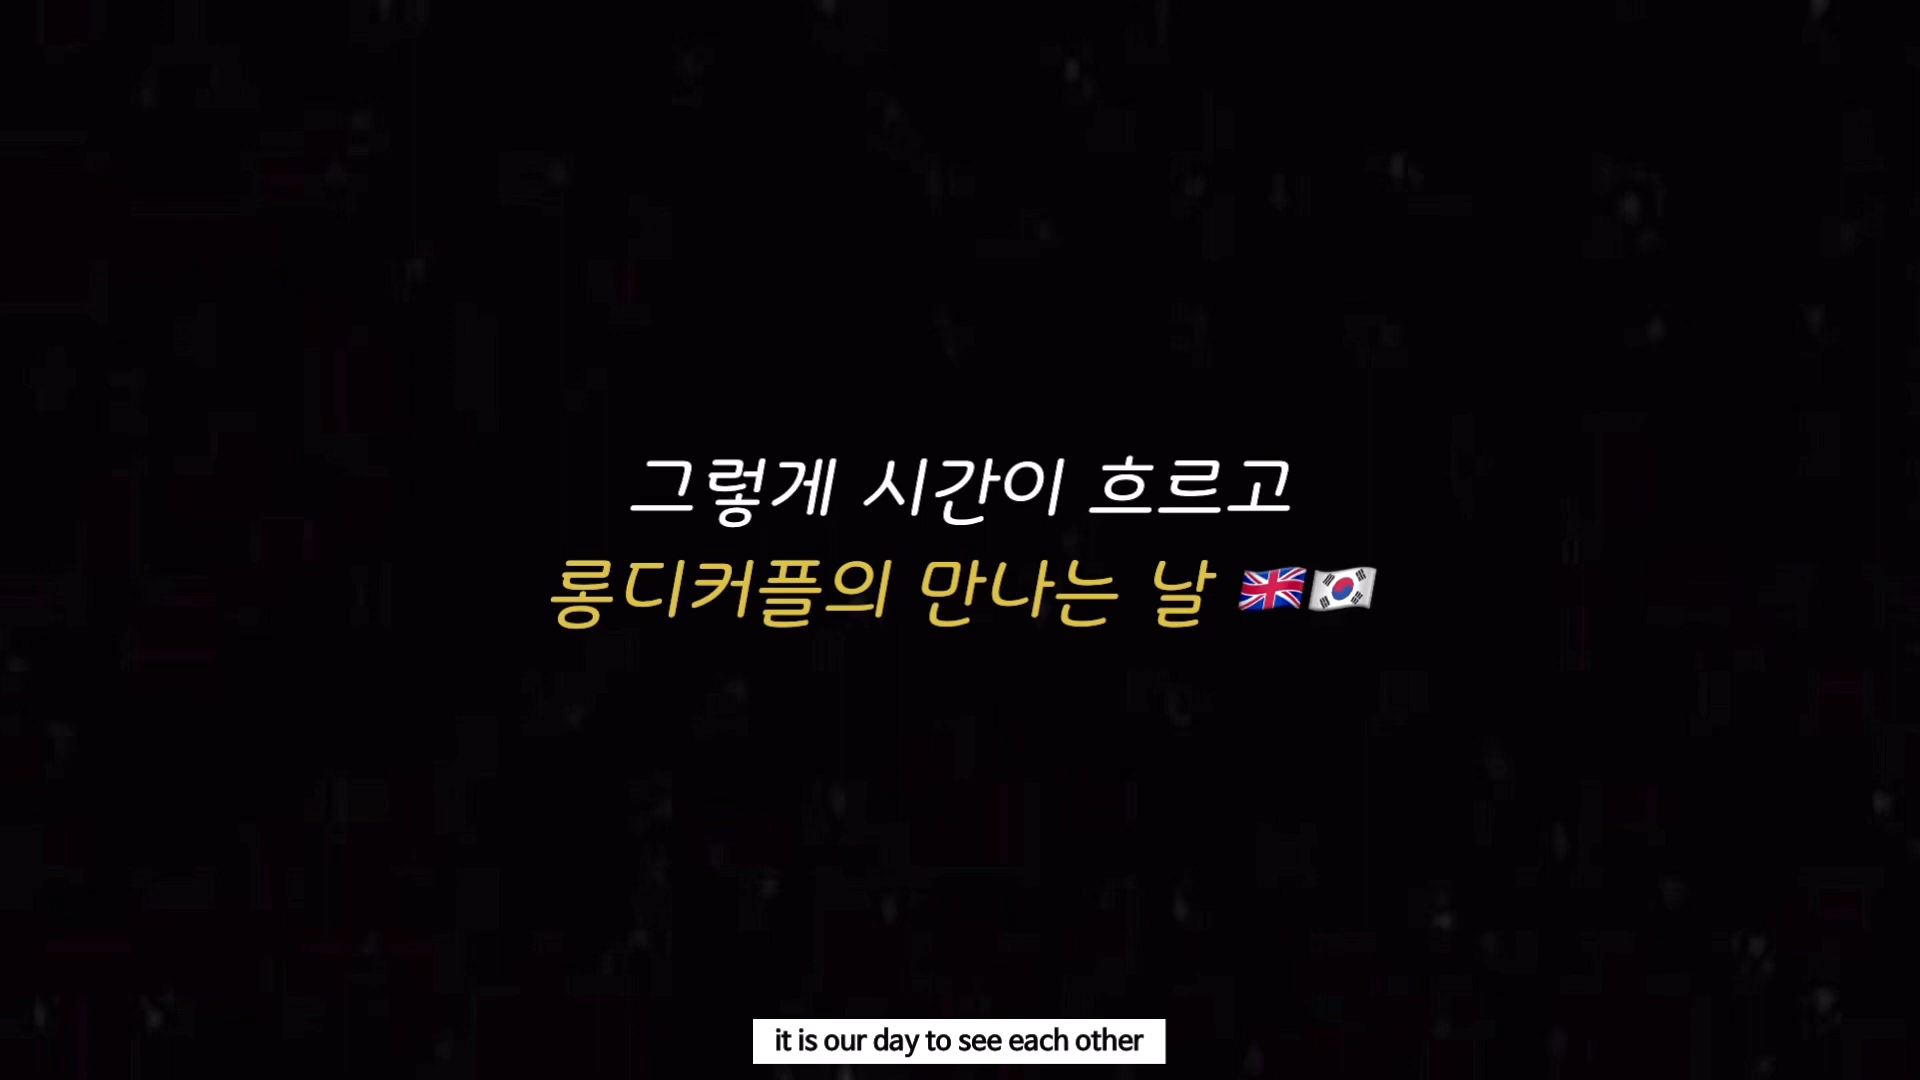 그렇게 시간이 흐르고
롱디커플의 만나는 날 🇬🇧🇰🇷
it is our day to see each other